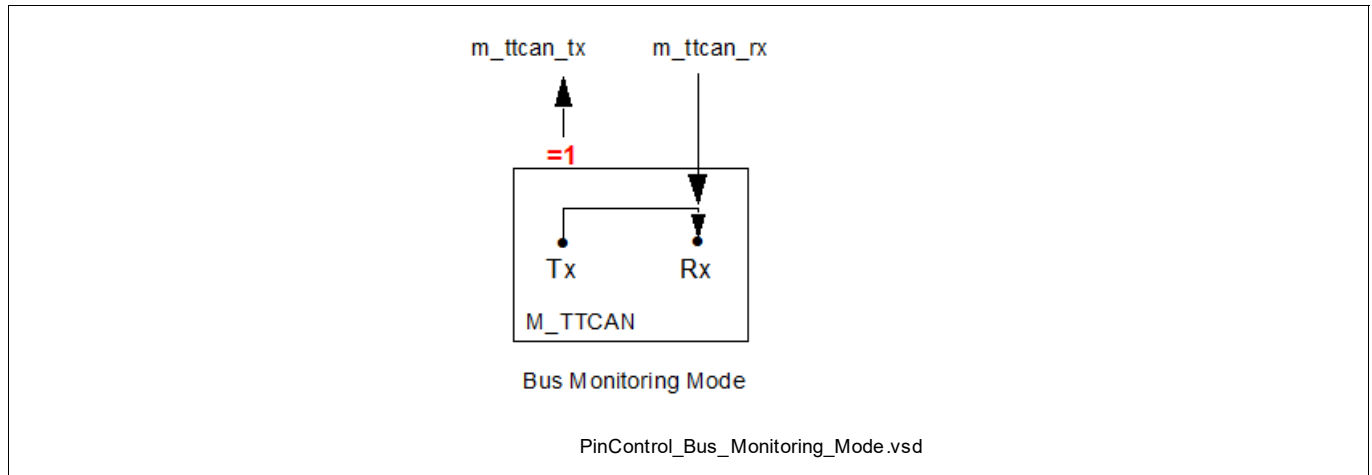 m_ttcan_tx m_ttcan_rx
=1
Tx Rx
M_TTCAN
Bus Monitoring Mode
PinControl_Bus_Monitoring_Mode.vsd